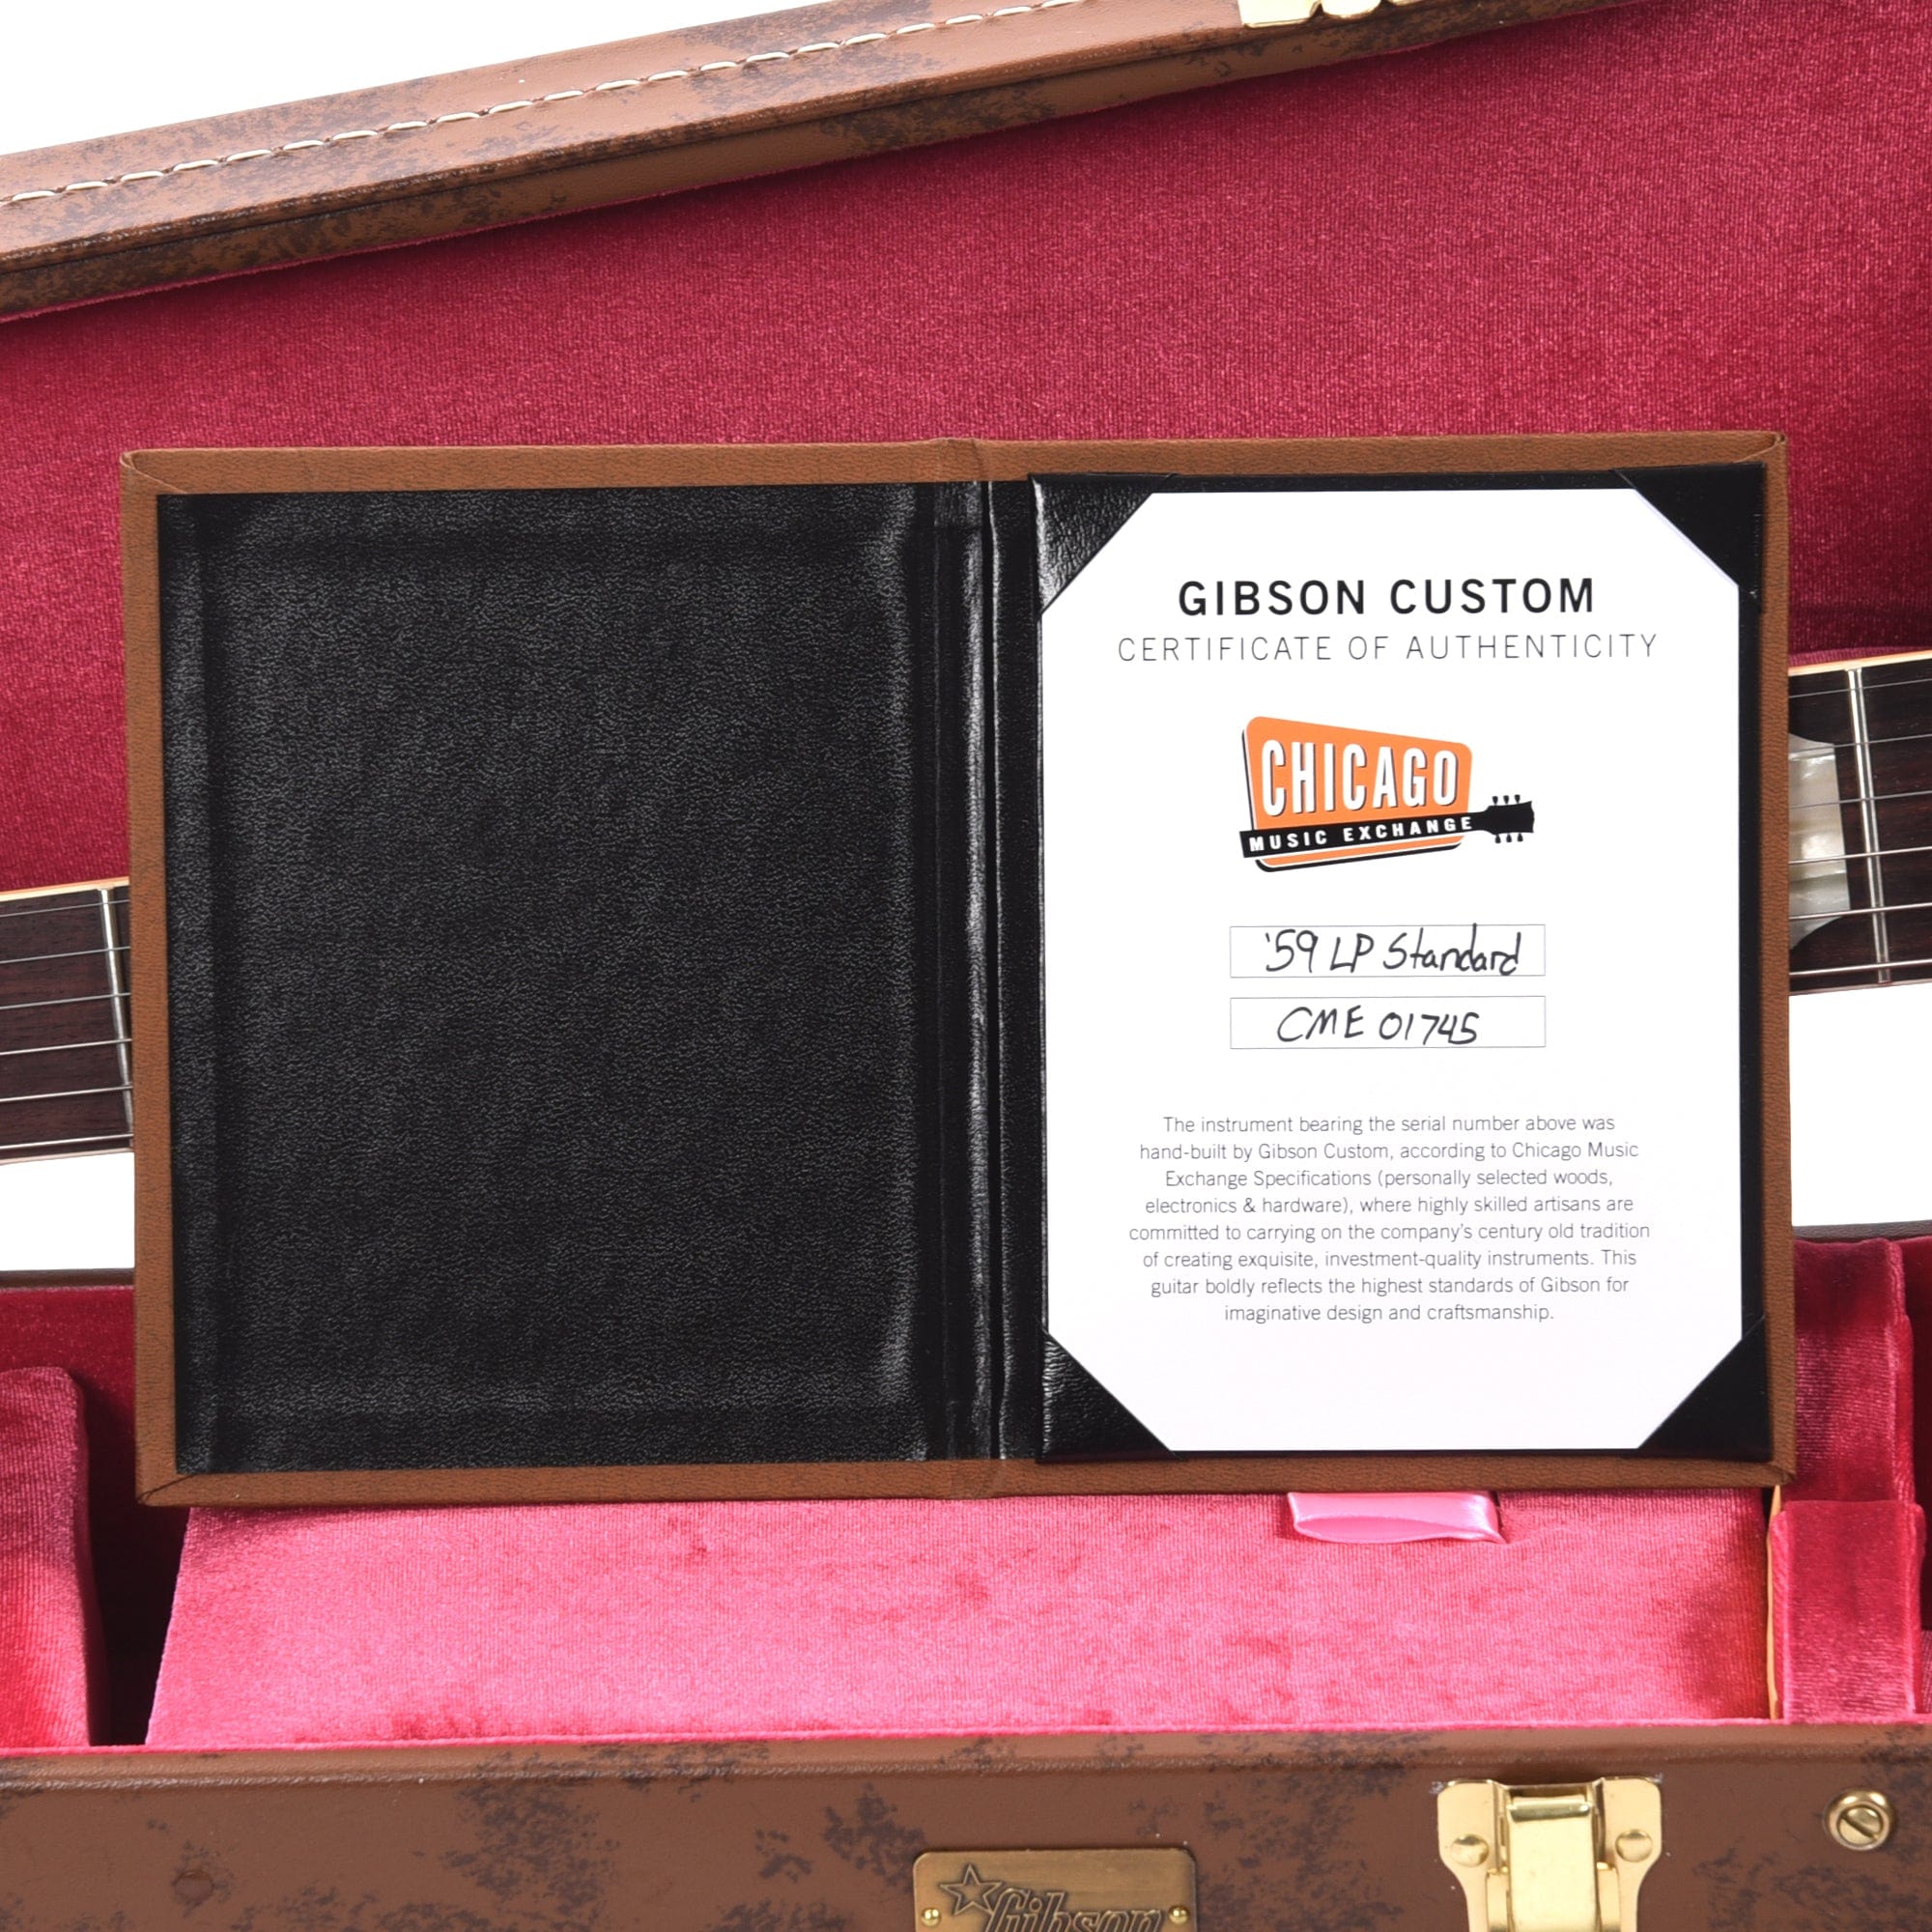 GIBSON CUSTOM
CERTIFICATE OF AUTHENTICITY
CHICAGO
MUSIC EXCHANGE
'59 LP Standard
CME 01745
The instrument bearing the serial number above was
hand-built by Gibson Custom, according to Chicago Music
Exchange Specifications (personally selected woods,
electronics & hardware), where highly skilled artisans are
committed to carrying on the company's century old tradition
of creating exquisite, investment-quality instruments. This
guitar boldly reflects the highest standards of Gibson for
imaginative design and craftsmanship.
Gibson